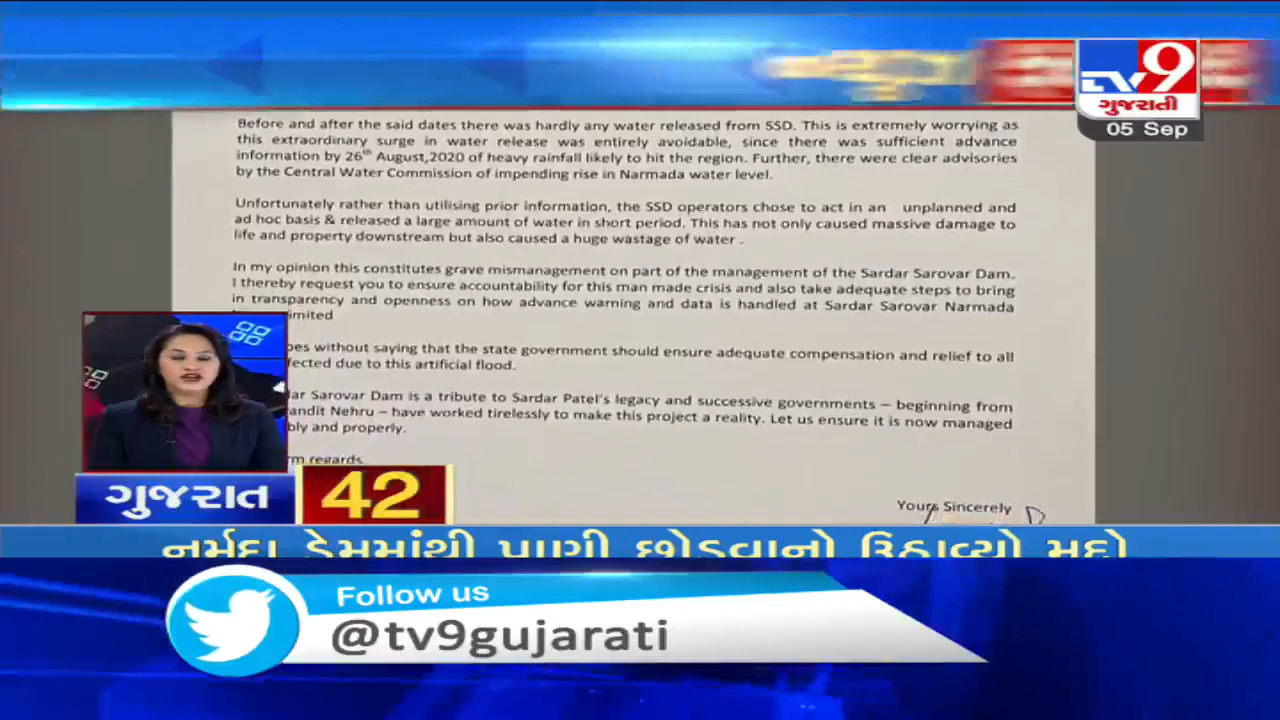 TV9
ગુજરાતી
05 Sep
Before and after the said dates there was hardly any water released from SSD. This is extremely worrying as
this extraordinary surge in water release was entirely avoidable, since there was sufficient advance
information by 26th August,2020 of heavy rainfall likely to hit the region. Further, there were clear advisories
by the Central Water Commission of impending rise in Narmada water level.
Unfortunately rather than utilising prior information, the SSD operators chose to act in an unplanned and
ad hoc basis & released a large amount of water in short period. This has not only caused massive damage to
life and property downstream but also caused a huge wastage of water .
In my opinion this constitutes grave mismanagement on part of the management of the Sardar Sarovar Dam.
I thereby request you to ensure accountability for this man made crisis and also take adequate steps to bring
in transparency and openness on how advance warning and data is handled at Sardar Sarovar Narmada
imited
oes without saying that the state government should ensure adequate compensation and relief to all
fected due to this artificial flood.
dar Sarovar Dam is a tribute to Sardar Patel's legacy and successive governments – beginning from
andit Nehru – have worked tirelessly to make this project a reality. Let us ensure it is now managed
bly and properly.
rm regards
Yours Sincerely
ગુજરાત
42
નર્મદા ડેમમાંથી પાણી છોડવાનો ઉઠાવ્યો મુદ્દો
Follow us
@tv9gujarati